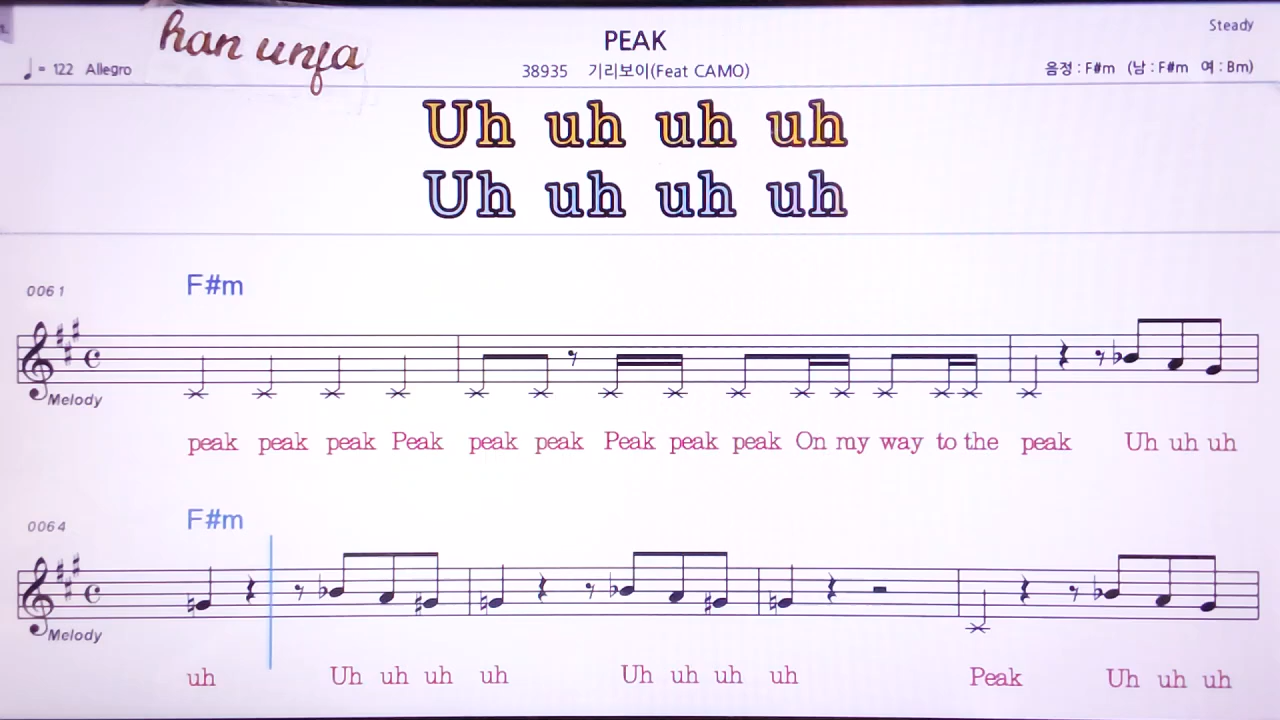 Steady
han unfa
PEAK
♩= 122 Allegro
38935 기리보이(Feat CAMO)
음정 : F#m (남 : F#m 여 : Bm)
Uh uh uh uh
Uh uh uh uh
0061
F#m
Melody
peak peak peak Peak peak peak Peak peak peak On my way to the peak Uh uh uh
0064
F#m
Melody
uh Uh uh uh uh Uh uh uh uh Peak Uh uh uh